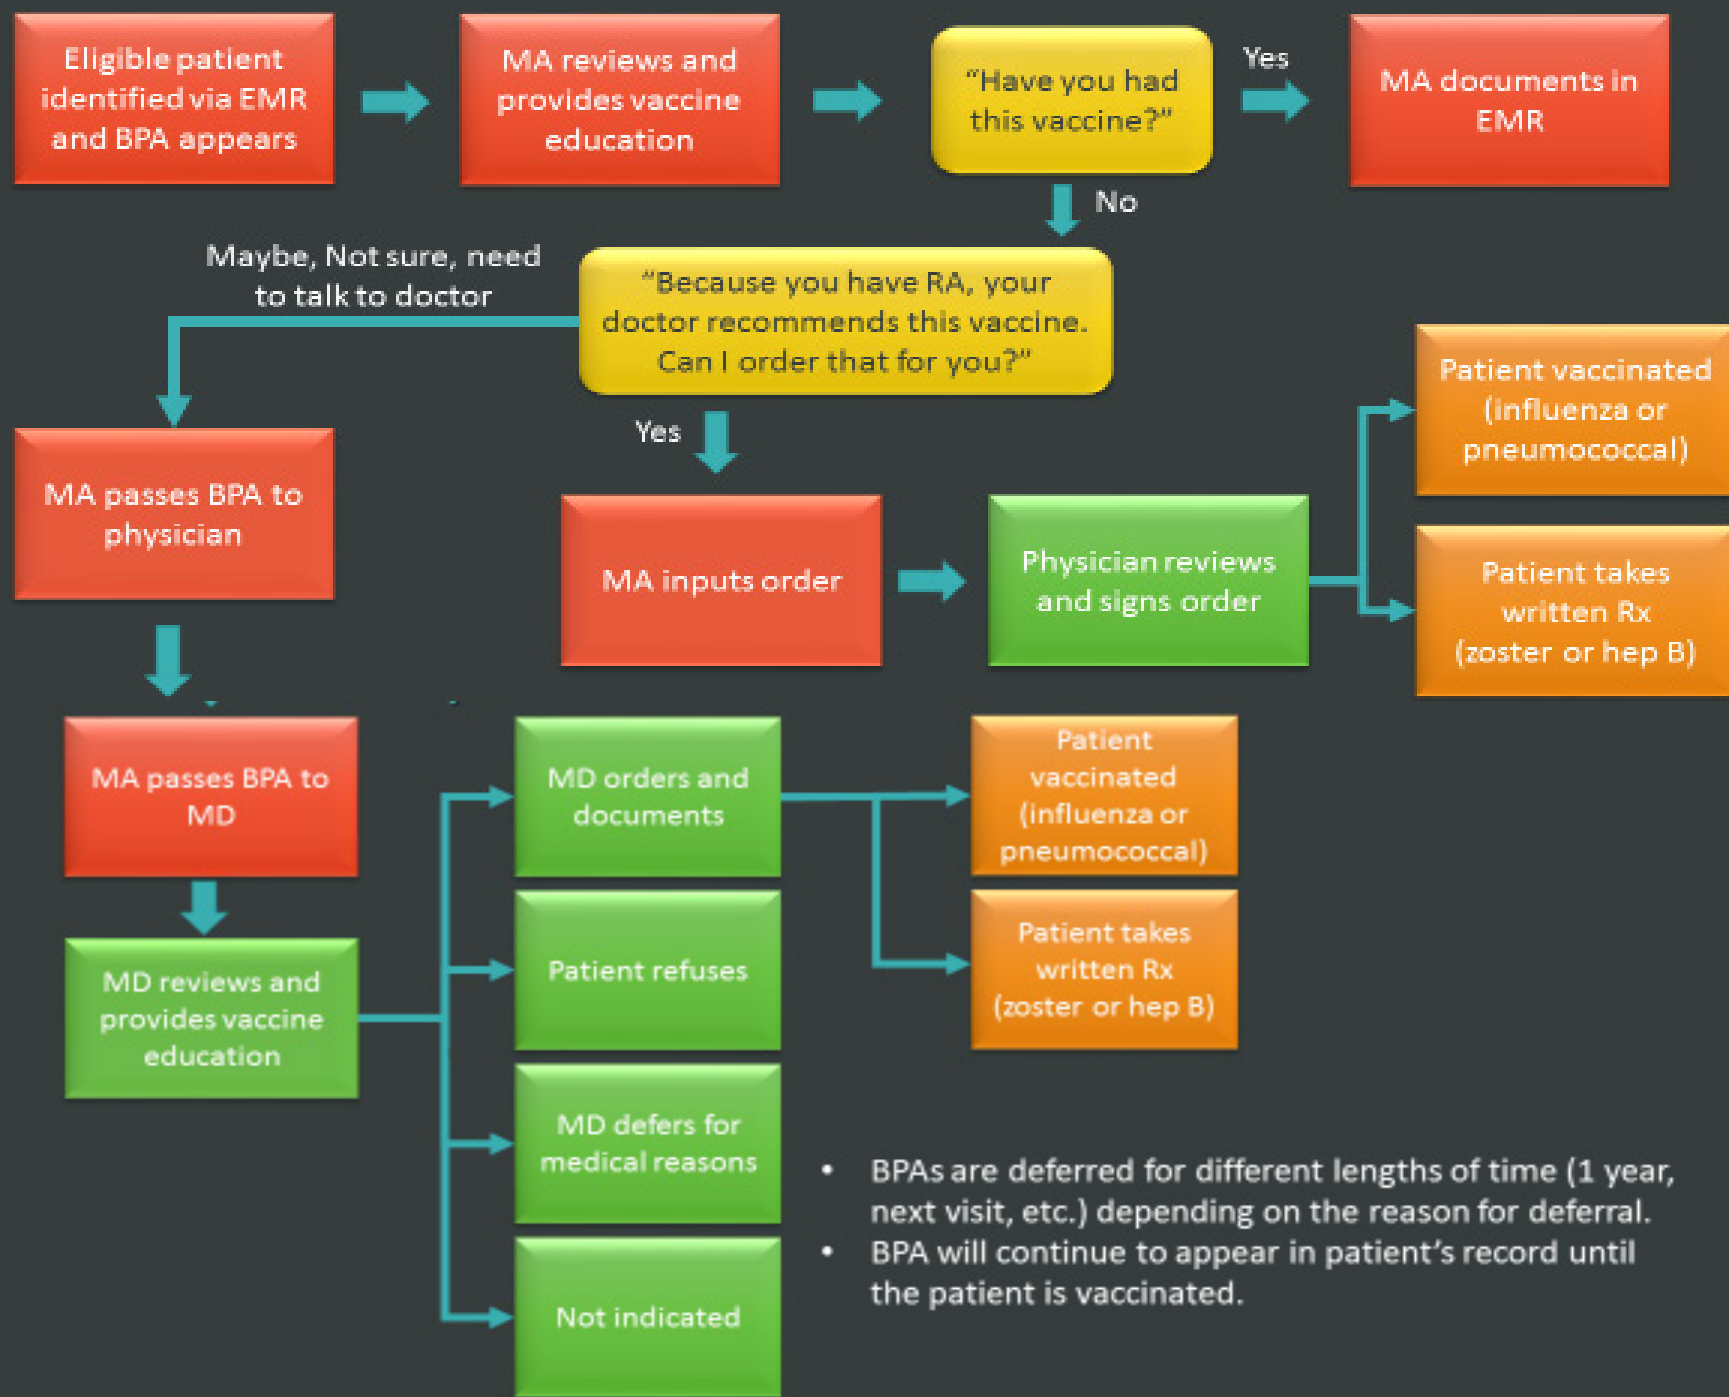 Eligible patient
identified via EMR
and BPA appears
MA reviews and
provides vaccine
education
“Have you had
this vaccine?”
Yes
MA documents in
EMR
No
Maybe, Not sure, need
to talk to doctor
“Because you have RA, your
doctor recommends this vaccine.
Can I order that for you?”
Yes
MA passes BPA to
physician
MA inputs order
Physician reviews
and signs order
Patient vaccinated
(influenza or
pneumococcal)
Patient takes
written Rx
(zoster or hep B)
MA passes BPA to
MD
MD reviews and
provides vaccine
education
MD orders and
documents
Patient refuses
MD defers for
medical reasons
Not indicated
Patient
vaccinated
(influenza or
pneumococcal)
Patient takes
written Rx
(zoster or hep B)
• BPAs are deferred for different lengths of time (1 year,
next visit, etc.) depending on the reason for deferral.
• BPA will continue to appear in patient’s record until
the patient is vaccinated.